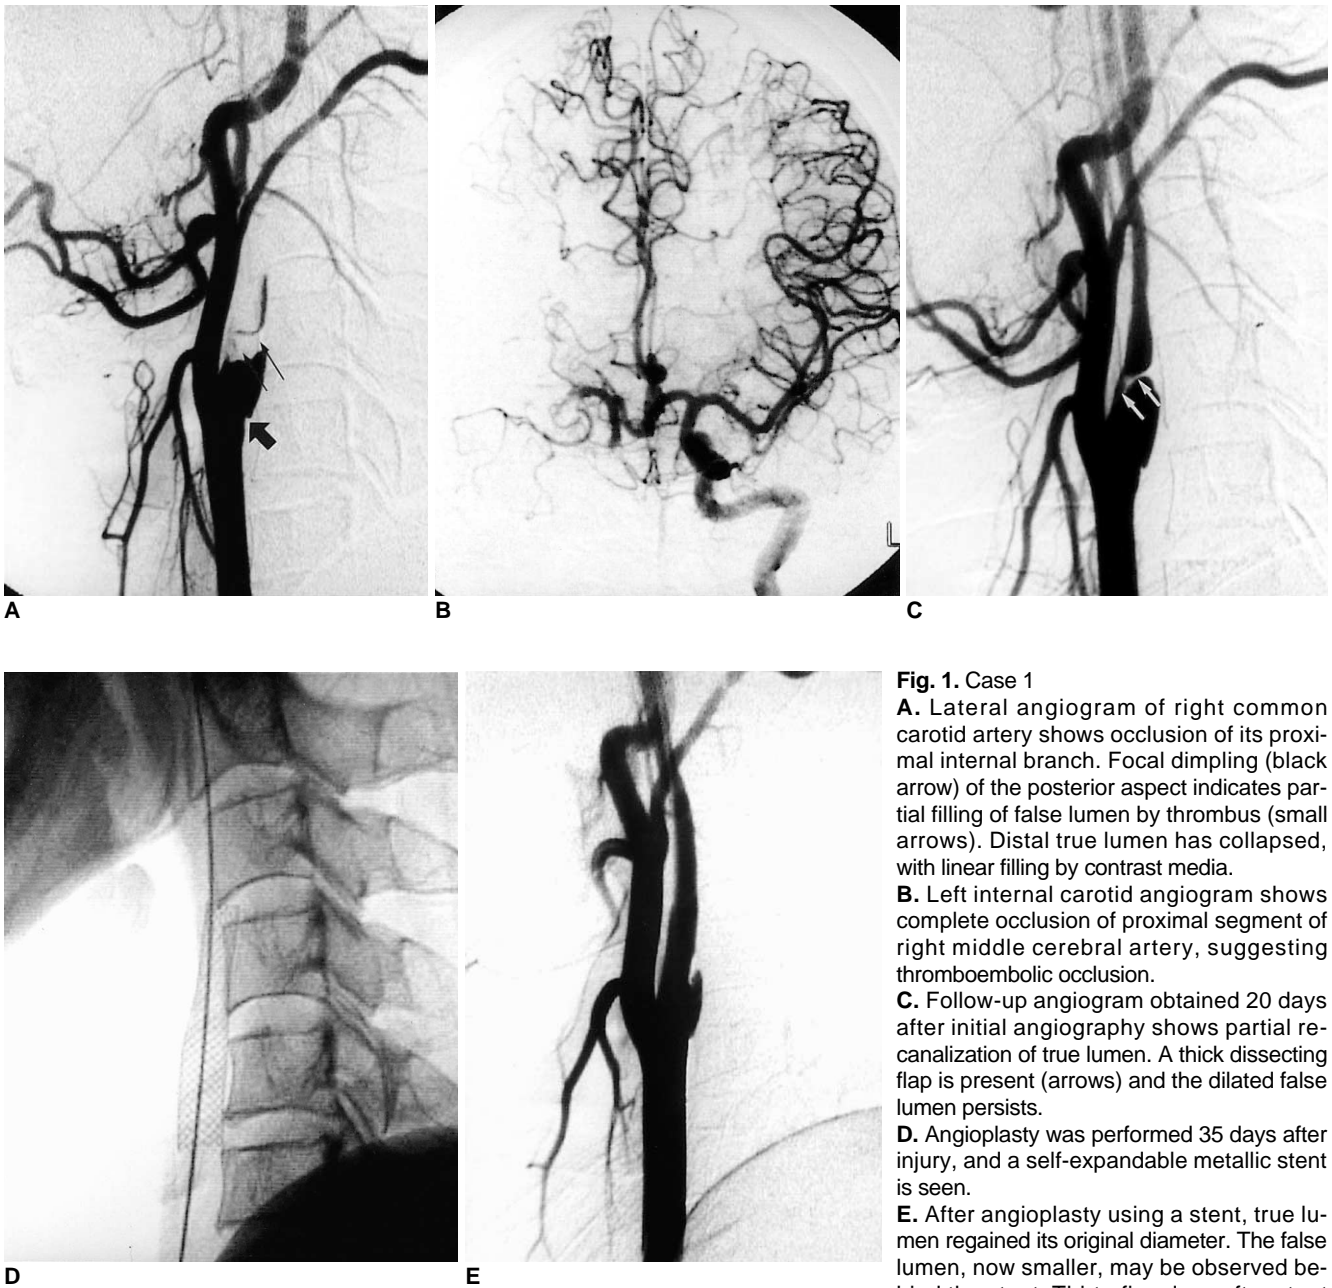 L
A
B
C
D
E
Fig. 1. Case 1
A. Lateral angiogram of right common
carotid artery shows occlusion of its proxi-
mal internal branch. Focal dimpling (black
arrow) of the posterior aspect indicates par-
tial filling of false lumen by thrombus (small
arrows). Distal true lumen has collapsed,
with linear filling by contrast media.
B. Left internal carotid angiogram shows
complete occlusion of proximal segment of
right middle cerebral artery, suggesting
thromboembolic occlusion.
C. Follow-up angiogram obtained 20 days
after initial angiography shows partial re-
canalization of true lumen. A thick dissecting
flap is present (arrows) and the dilated false
lumen persists.
D. Angioplasty was performed 35 days after
injury, and a self-expandable metallic stent
is seen.
E. After angioplasty using a stent, true lu-
men regained its original diameter. The false
lumen, now smaller, may be observed be-